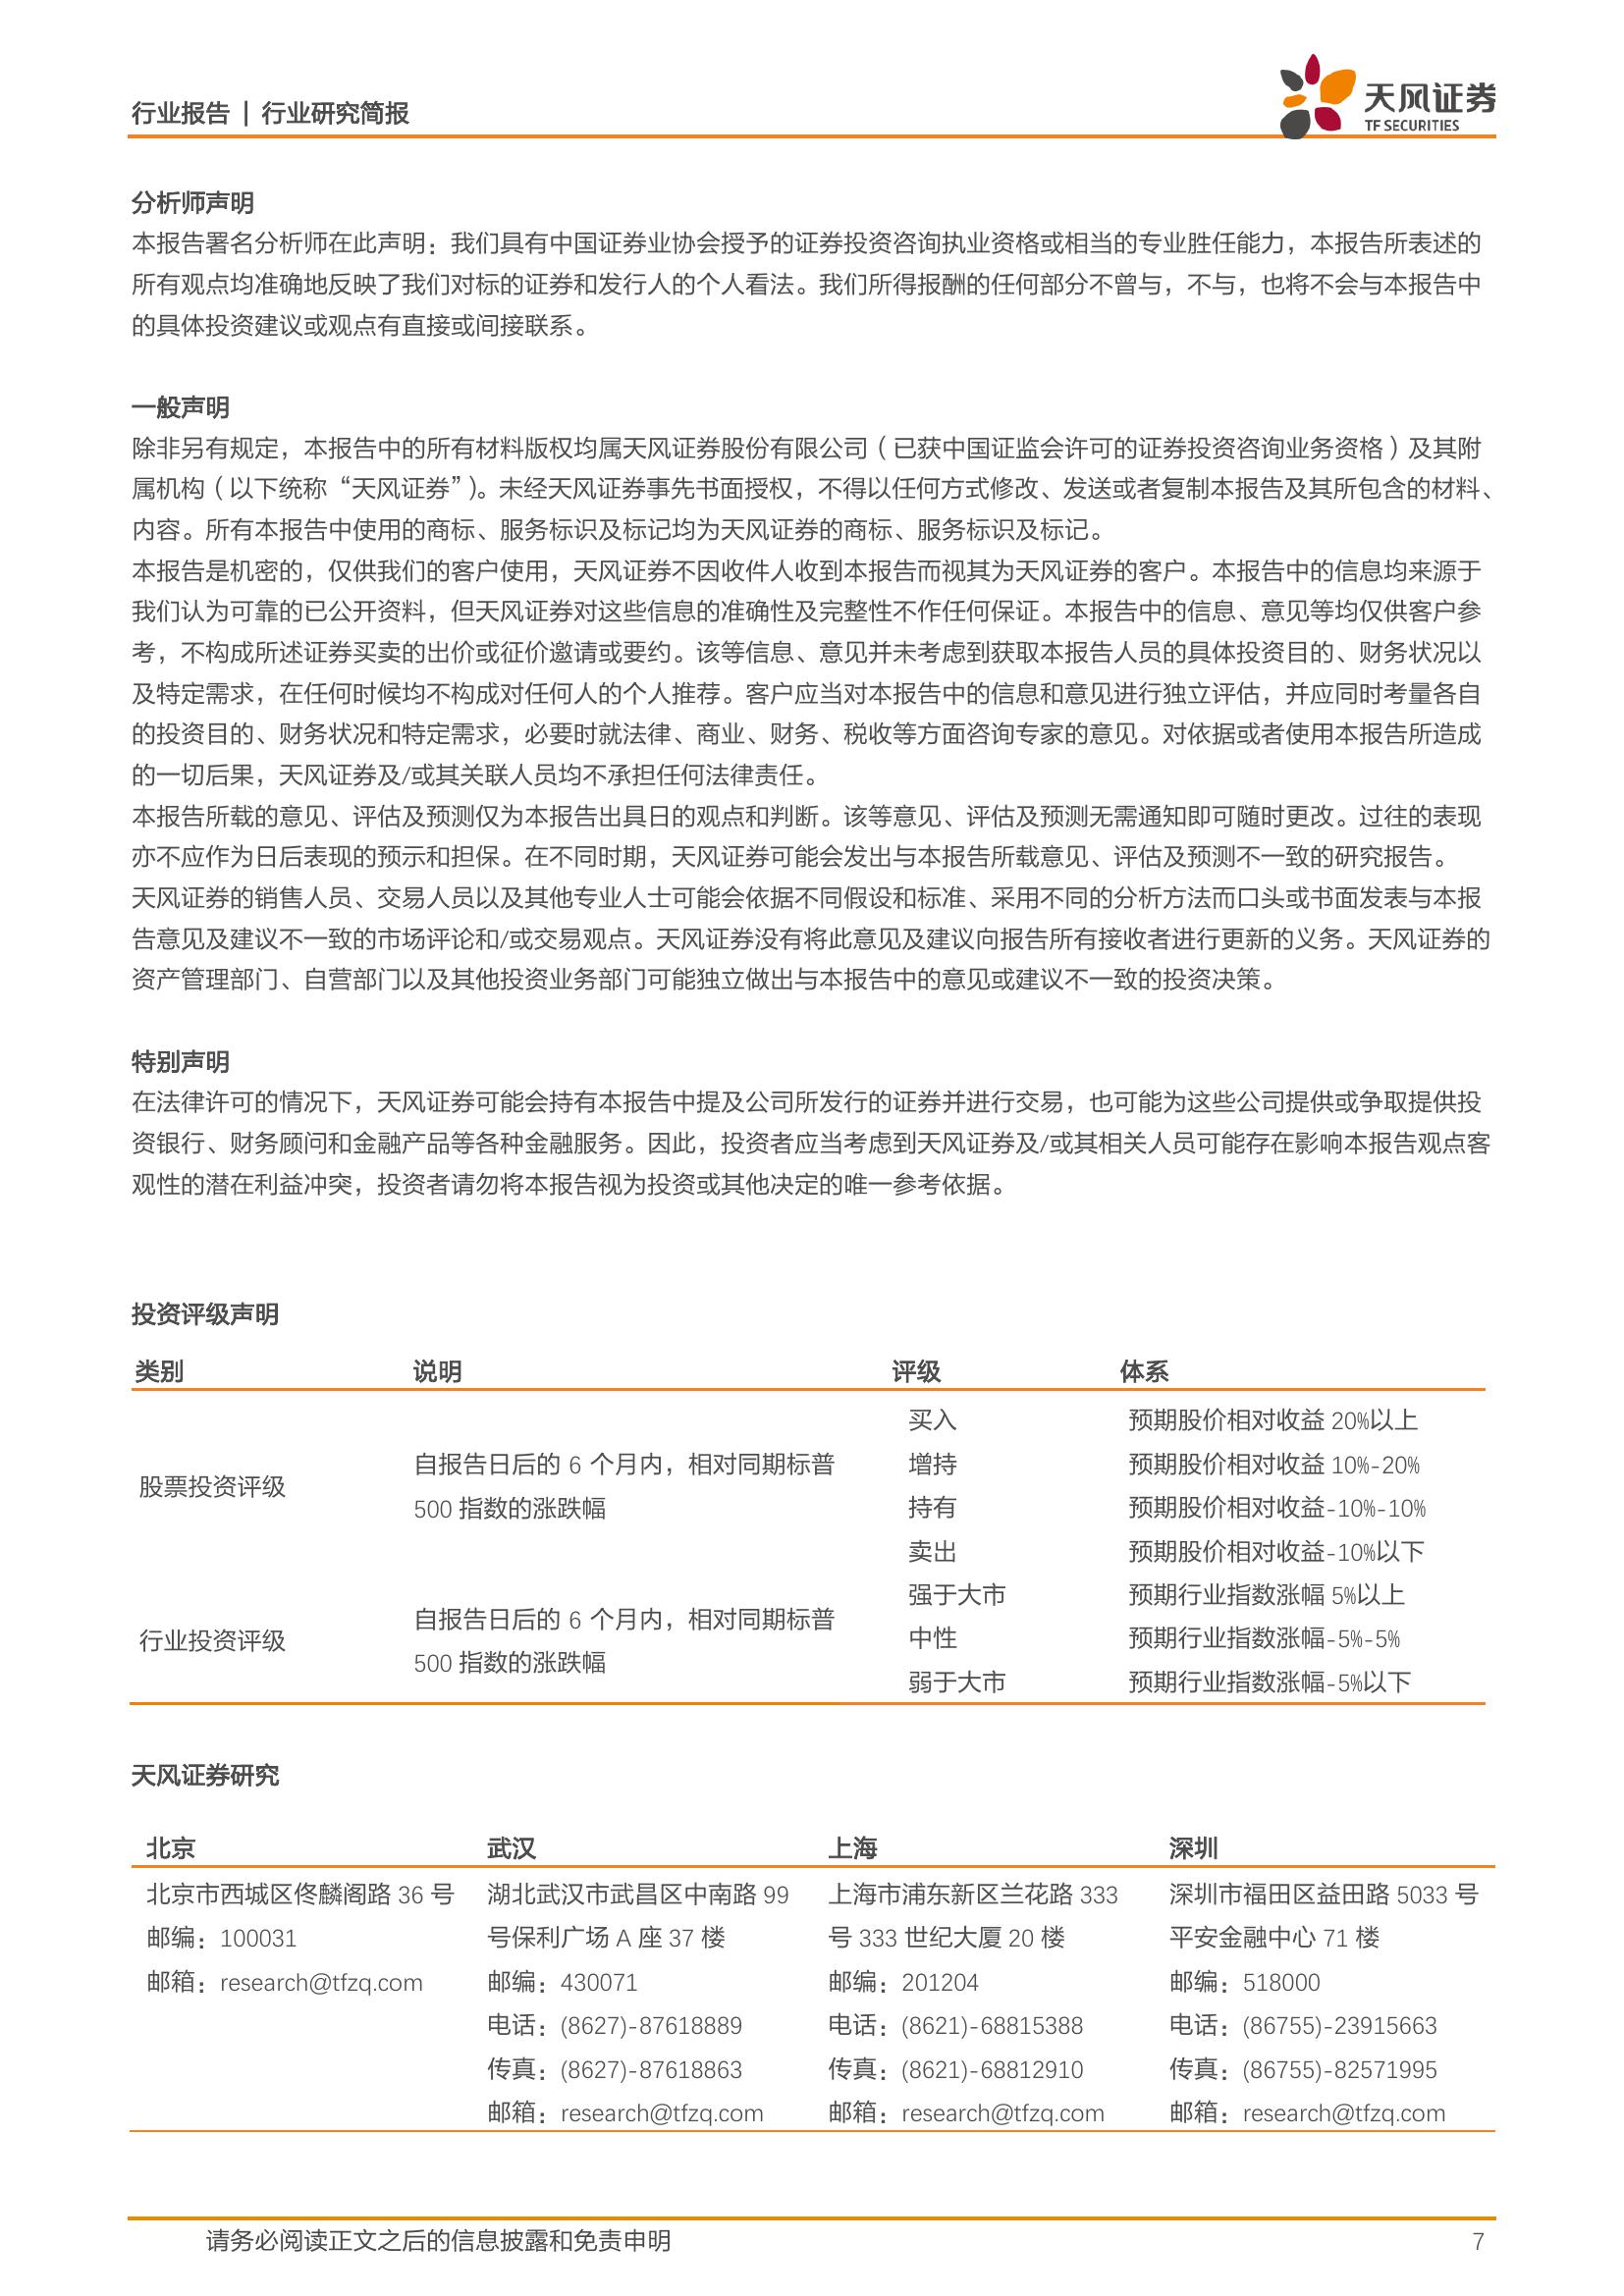 行业报告 | 行业研究简报
天风证券
TF SECURITIES
分析师声明
本报告署名分析师在此声明：我们具有中国证券业协会授予的证券投资咨询执业资格或相当的专业胜任能力，本报告所表述的
所有观点均准确地反映了我们对标的证券和发行人的个人看法。我们所得报酬的任何部分不曾与，不与，也将不会与本报告中
的具体投资建议或观点有直接或间接联系。
一般声明
除非另有规定，本报告中的所有材料版权均属天风证券股份有限公司（已获中国证监会许可的证券投资咨询业务资格）及其附
属机构（以下统称“天风证券”）。未经天风证券事先书面授权，不得以任何方式修改、发送或者复制本报告及其所包含的材料、
内容。所有本报告中使用的商标、服务标识及标记均为天风证券的商标、服务标识及标记。
本报告是机密的，仅供我们的客户使用，天风证券不因收件人收到本报告而视其为天风证券的客户。本报告中的信息均来源于
我们认为可靠的已公开资料，但天风证券对这些信息的准确性及完整性不作任何保证。本报告中的信息、意见等均仅供客户参
考，不构成所述证券买卖的出价或征价邀请或要约。该等信息、意见并未考虑到获取本报告人员的具体投资目的、财务状况以
及特定需求，在任何时候均不构成对任何人的个人推荐。客户应当对本报告中的信息和意见进行独立评估，并应同时考量各自
的投资目的、财务状况和特定需求，必要时就法律、商业、财务、税收等方面咨询专家的意见。对依据或者使用本报告所造成
的一切后果，天风证券及/或其关联人员均不承担任何法律责任。
本报告所载的意见、评估及预测仅为本报告出具日的观点和判断。该等意见、评估及预测无需通知即可随时更改。过往的表现
亦不应作为日后表现的预示和担保。在不同时期，天风证券可能会发出与本报告所载意见、评估及预测不一致的研究报告。
天风证券的销售人员、交易人员以及其他专业人士可能会依据不同假设和标准、采用不同的分析方法而口头或书面发表与本报
告意见及建议不一致的市场评论和/或交易观点。天风证券没有将此意见及建议向报告所有接收者进行更新的义务。天风证券的
资产管理部门、自营部门以及其他投资业务部门可能独立做出与本报告中的意见或建议不一致的投资决策。
特别声明
在法律许可的情况下，天风证券可能会持有本报告中提及公司所发行的证券并进行交易，也可能为这些公司提供或争取提供投
资银行、财务顾问和金融产品等各种金融服务。因此，投资者应当考虑到天风证券及/或其相关人员可能存在影响本报告观点客
观性的潜在利益冲突，投资者请勿将本报告视为投资或其他决定的唯一参考依据。
投资评级声明
类别 说明 评级 体系
股票投资评级
自报告日后的 6 个月内，相对同期标普
500 指数的涨跌幅
买入 预期股价相对收益 20%以上
增持 预期股价相对收益 10%-20%
持有 预期股价相对收益-10%-10%
卖出 预期股价相对收益-10%以下
行业投资评级
自报告日后的 6 个月内，相对同期标普
500 指数的涨跌幅
强于大市 预期行业指数涨幅 5%以上
中性 预期行业指数涨幅-5%-5%
弱于大市 预期行业指数涨幅-5%以下
天风证券研究
北京
北京市西城区佟麟阁路 36 号
邮编：100031
邮箱：research@tfzq.com
武汉
湖北武汉市武昌区中南路 99
号保利广场 A 座 37 楼
邮编：430071
电话：(8627)-87618889
传真：(8627)-87618863
邮箱：research@tfzq.com
上海
上海市浦东新区兰花路 333
号 333 世纪大厦 20 楼
邮编：201204
电话：(8621)-68815388
传真：(8621)-68812910
邮箱：research@tfzq.com
深圳
深圳市福田区益田路 5033 号
平安金融中心 71 楼
邮编：518000
电话：(86755)-23915663
传真：(86755)-82571995
邮箱：research@tfzq.com
请务必阅读正文之后的信息披露和免责申明
7